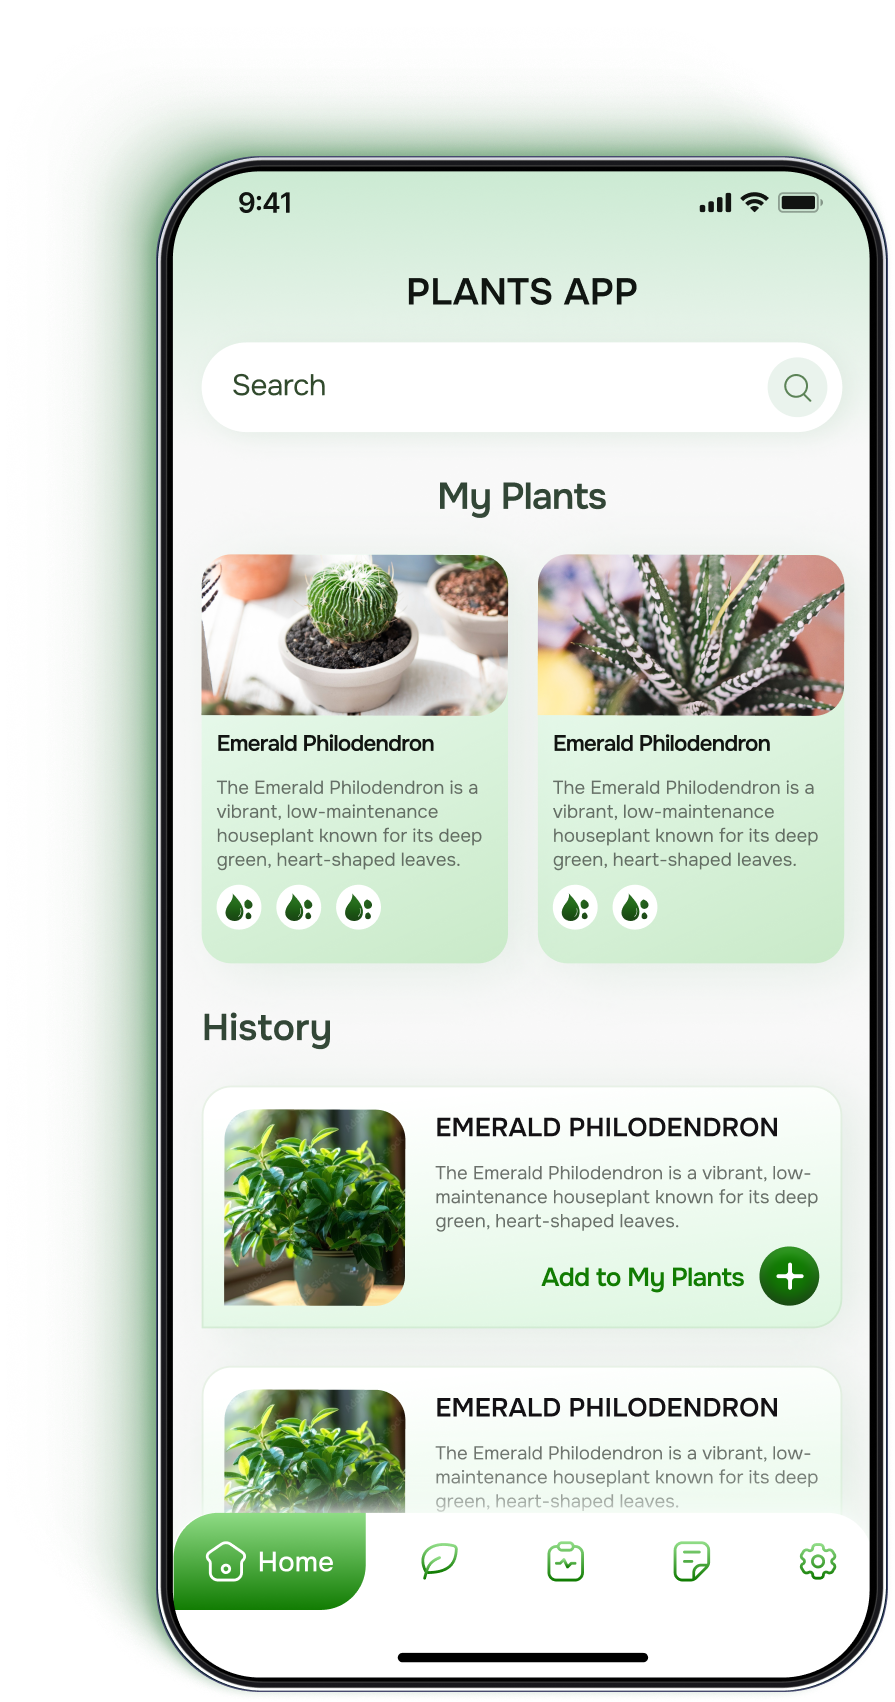 9:41
PLANTS APP
Search
My Plants
Emerald Philodendron
The Emerald Philodendron is a
vibrant, low-maintenance
houseplant known for its deep
green, heart-shaped leaves.
Emerald Philodendron
The Emerald Philodendron is a
vibrant, low-maintenance
houseplant known for its deep
green, heart-shaped leaves.
History
EMERALD PHILODENDRON
The Emerald Philodendron is a vibrant, low-
maintenance houseplant known for its deep
green, heart-shaped leaves.
Add to My Plants
EMERALD PHILODENDRON
The Emerald Philodendron is a vibrant, low-
maintenance houseplant known for its deep
green, heart-shaped leaves.
Home